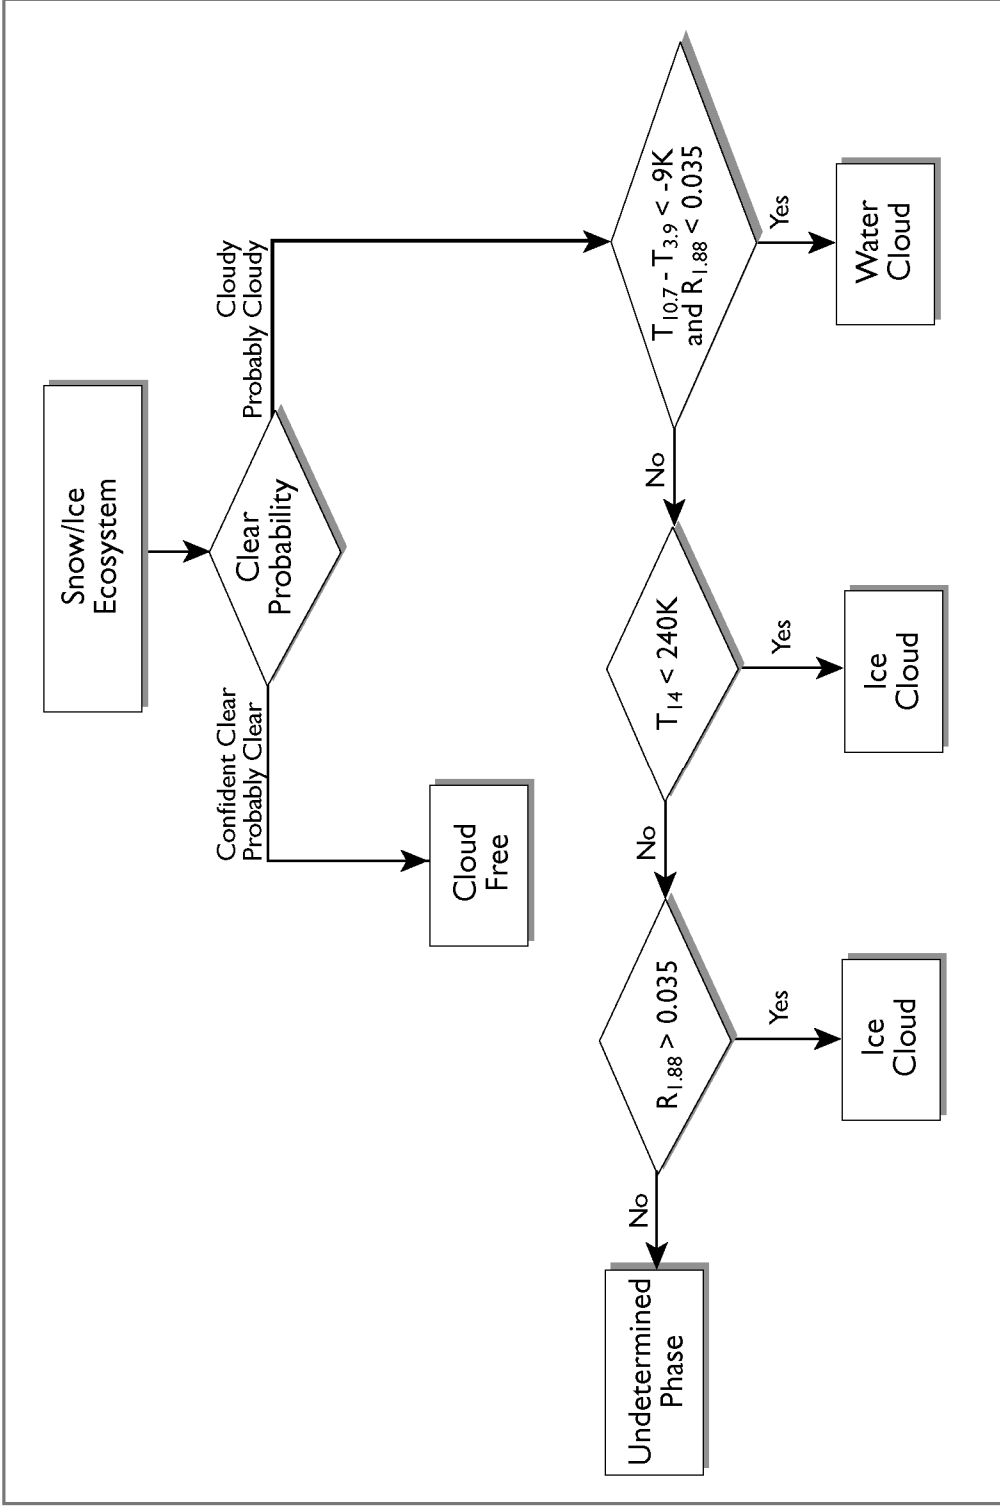 Snow/Ice
Ecosystem
Clear
Probability
Confident Clear
Probably Clear
Cloudy
Probably Cloudy
Cloud
Free
T10.7 - T3.9 < -9K
and R1.88 < 0.035
Yes
Water
Cloud
No
T14 < 240K
Yes
Ice
Cloud
No
R1.88 > 0.035
Yes
Ice
Cloud
No
Undetermined
Phase